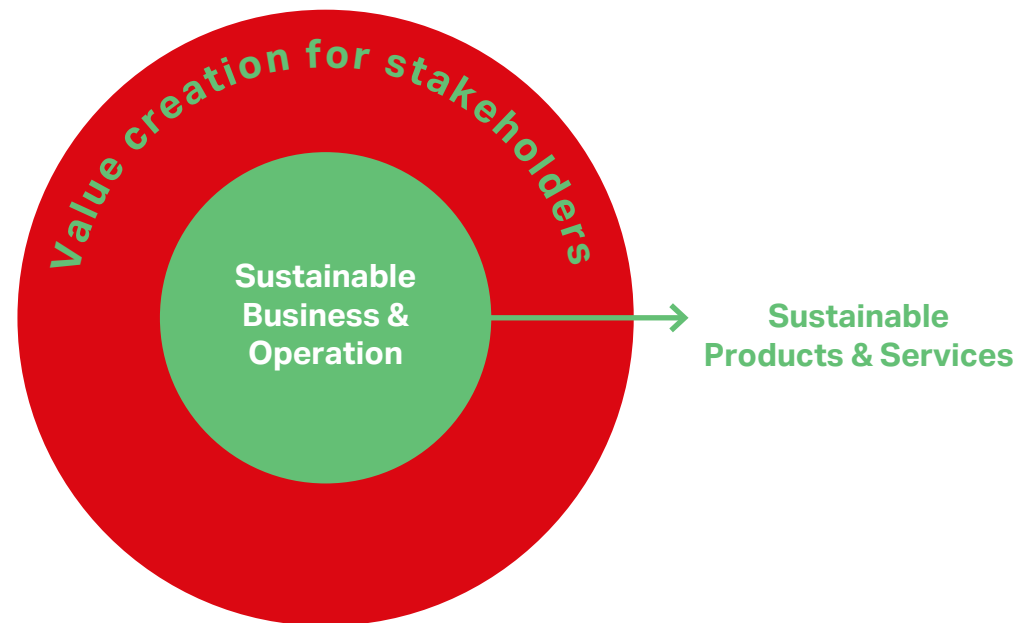 Value creation for stakeholders
Sustainable
Business &
Operation
Sustainable
Products & Services